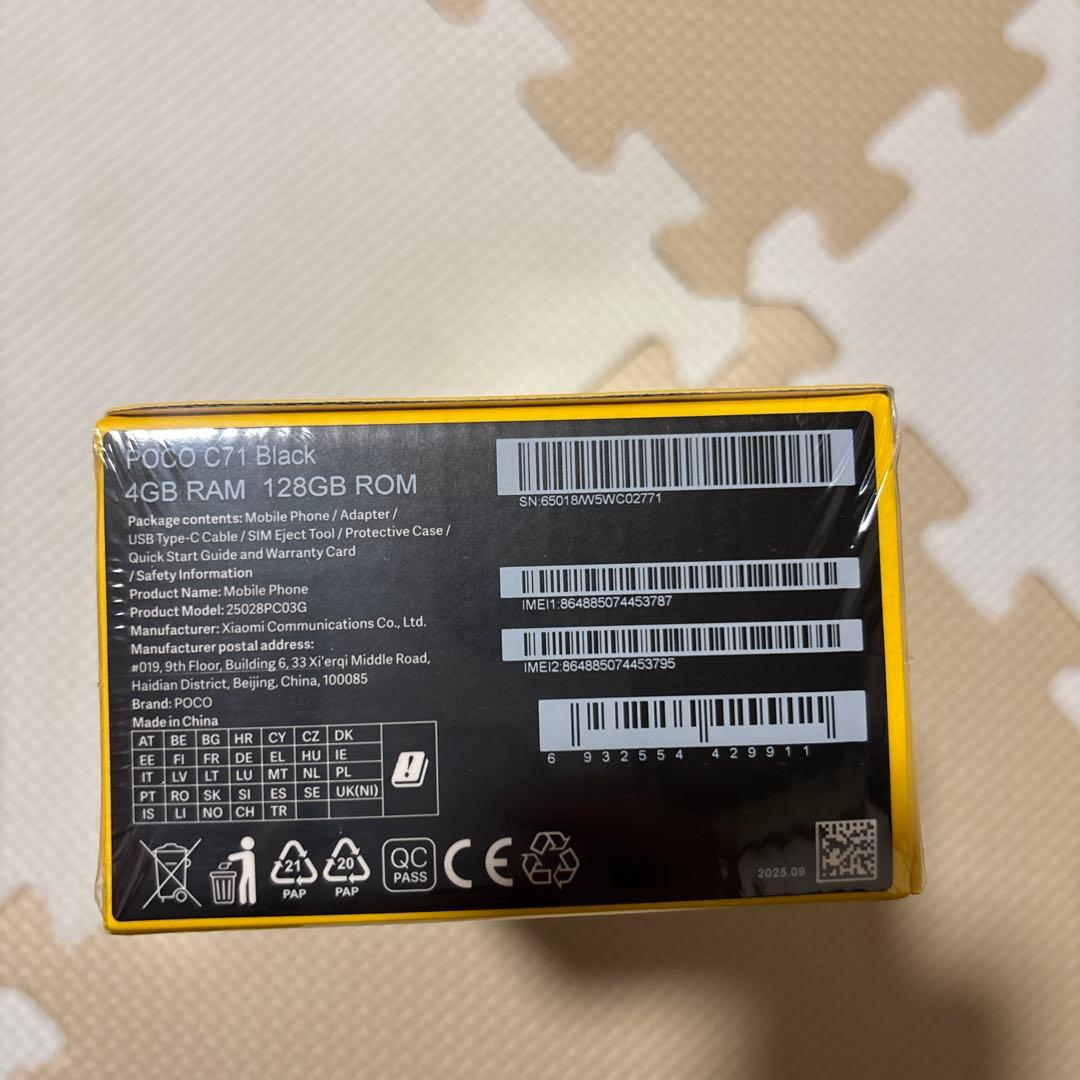 POCO C71 Black
4GB RAM 128GB ROM
Package contents: Mobile Phone / Adapter /
USB Type-C Cable / SIM Eject Tool / Protective Case /
Quick Start Guide and Warranty Card
/ Safety Information
Product Name: Mobile Phone
Product Model: 25028PC03G
Manufacturer: Xiaomi Communications Co., Ltd.
Manufacturer postal address:
#019, 9th Floor, Building 6, 33 Xi'erqi Middle Road,
Haidian District, Beijing, China, 100085
Brand: POCO
Made in China
AT BE BG HR CY CZ DK
EE FI FR DE EL HU IE
IT LV LT LU MT NL PL
PT RO SK SI ES SE UK(NI)
IS LI NO CH TR
21 PAP
20 PAP
QC PASS
CE
SN:65018/W5WC02771
IMEI1:864885074453787
IMEI2:864885074453795
6 932554 429911
2025.09